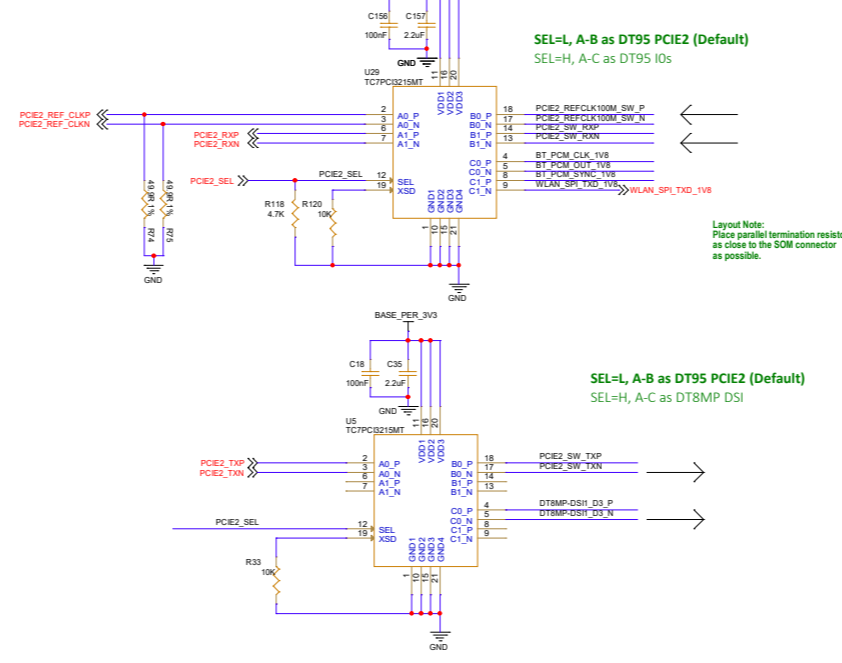 C156
C157
100nF
2.2uF
GND
SEL=L, A-B as DT95 PCIE2 (Default)
SEL=H, A-C as DT95 I0s
U29
TC7PCI3215MT
11
16
20
VDD1
VDD2
VDD3
PCIE2_REF_CLKP
2
A0_P
B0_P
18
PCIE2_REFCLK100M_SW_P
PCIE2_REF_CLKN
3
A0_N
B0_N
17
PCIE2_REFCLK100M_SW_N
PCIE2_RXP
6
A1_P
B1_P
14
PCIE2_SW_RXP
PCIE2_RXN
7
A1_N
B1_N
13
PCIE2_SW_RXN
C0_P
4
BT_PCM_CLK_1V8
C0_N
5
BT_PCM_OUT_1V8
PCIE2_SEL
PCIE2_SEL
12
SEL
C1_P
8
BT_PCM_SYNC_1V8
19
XSD
C1_N
9
WLAN_SPI_TXD_1V8
WLAN_SPI_TXD_1V8
49.9R 1%
49.9R 1%
R74
R75
R118
4.7K
R120
10K
GND1
GND2
GND3
GND4
1
10
15
21
GND
GND
Layout Note:
Place parallel termination resisto
as close to the SOM connector
as possible.
BASE_PER_3V3
C18
C35
100nF
2.2uF
GND
SEL=L, A-B as DT95 PCIE2 (Default)
SEL=H, A-C as DT8MP DSI
U5
TC7PCI3215MT
11
16
20
VDD1
VDD2
VDD3
PCIE2_TXP
2
A0_P
B0_P
18
PCIE2_SW_TXP
PCIE2_TXN
3
A0_N
B0_N
17
PCIE2_SW_TXN
6
A1_P
B1_P
14
7
A1_N
B1_N
13
C0_P
4
DT8MP-DSI1_D3_P
C0_N
5
DT8MP-DSI1_D3_N
PCIE2_SEL
12
SEL
C1_P
8
19
XSD
C1_N
9
R33
10K
GND1
GND2
GND3
GND4
1
10
15
21
GND